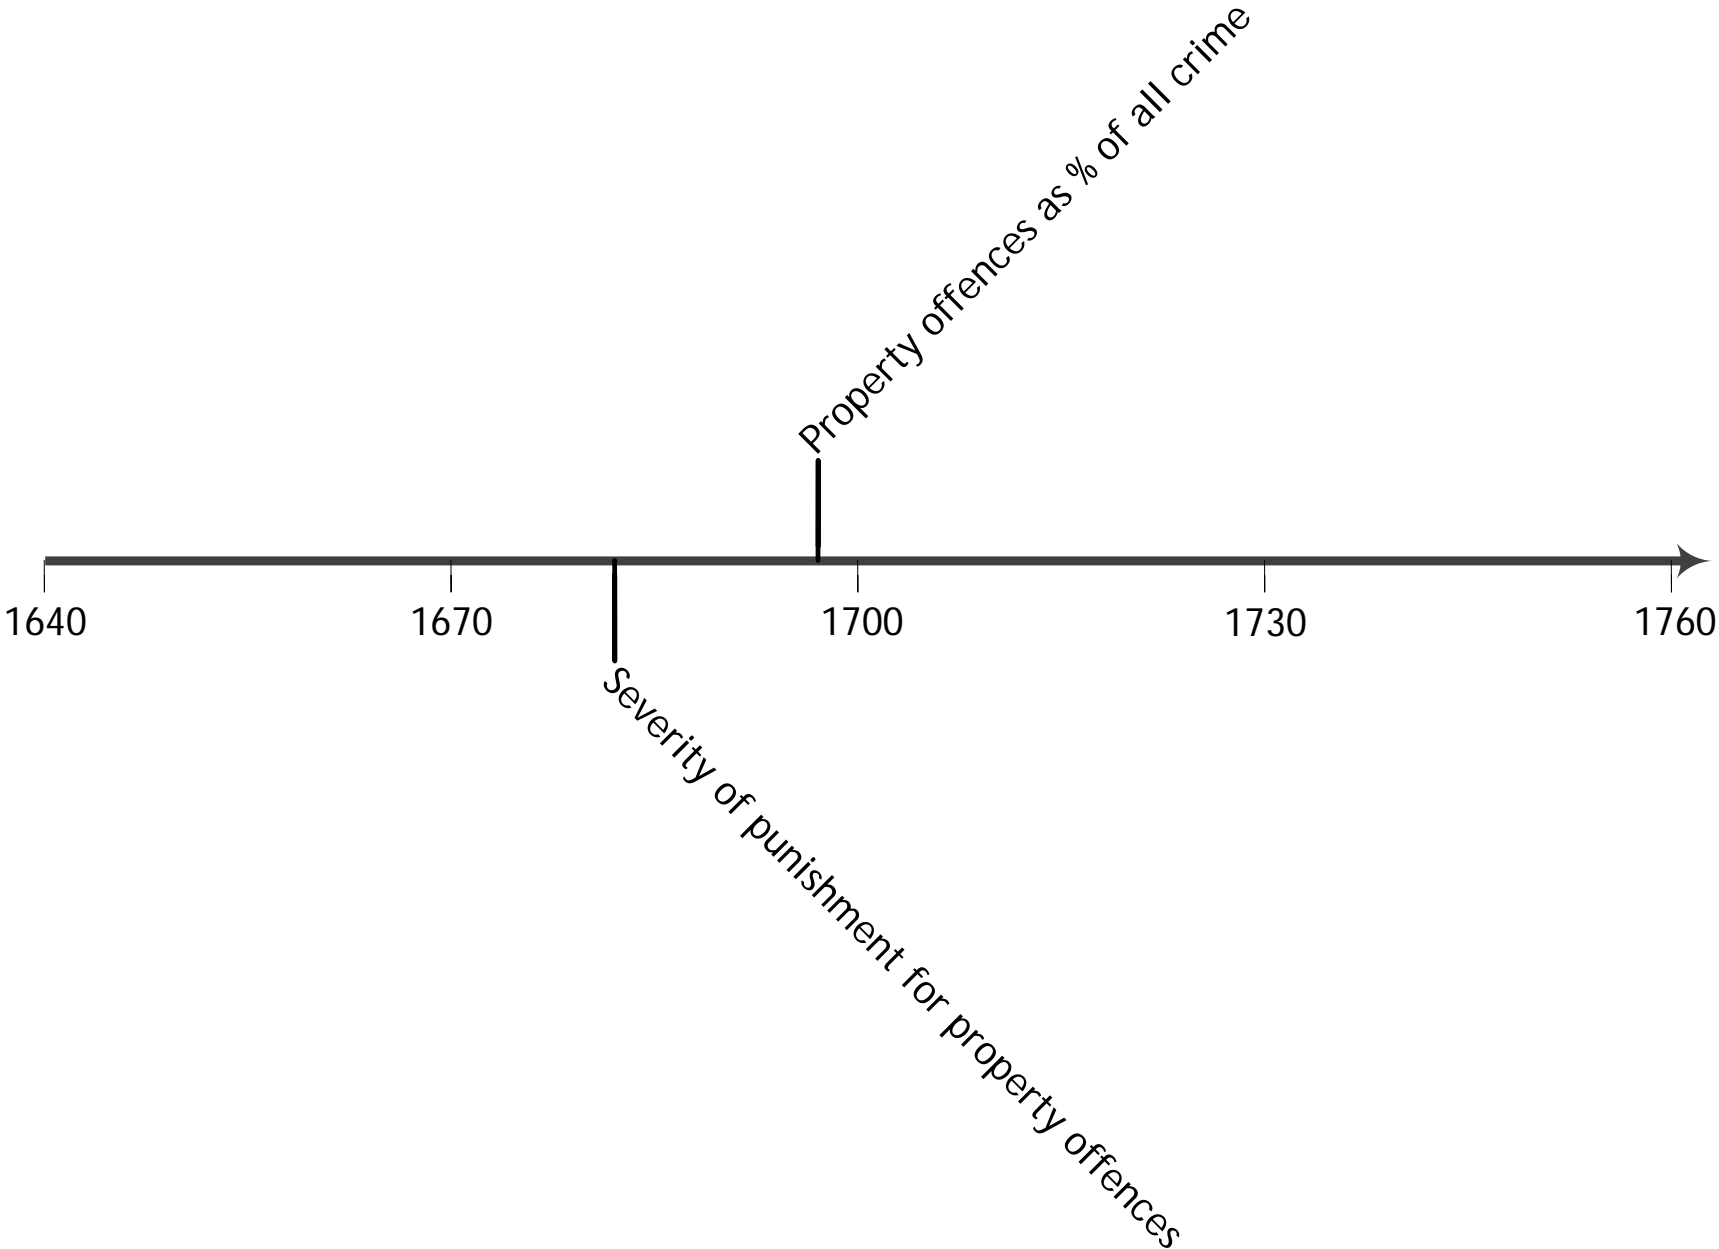 Property offences as % of all crime
1640 1670 1700 1730 1760
Severity of punishment for property offences